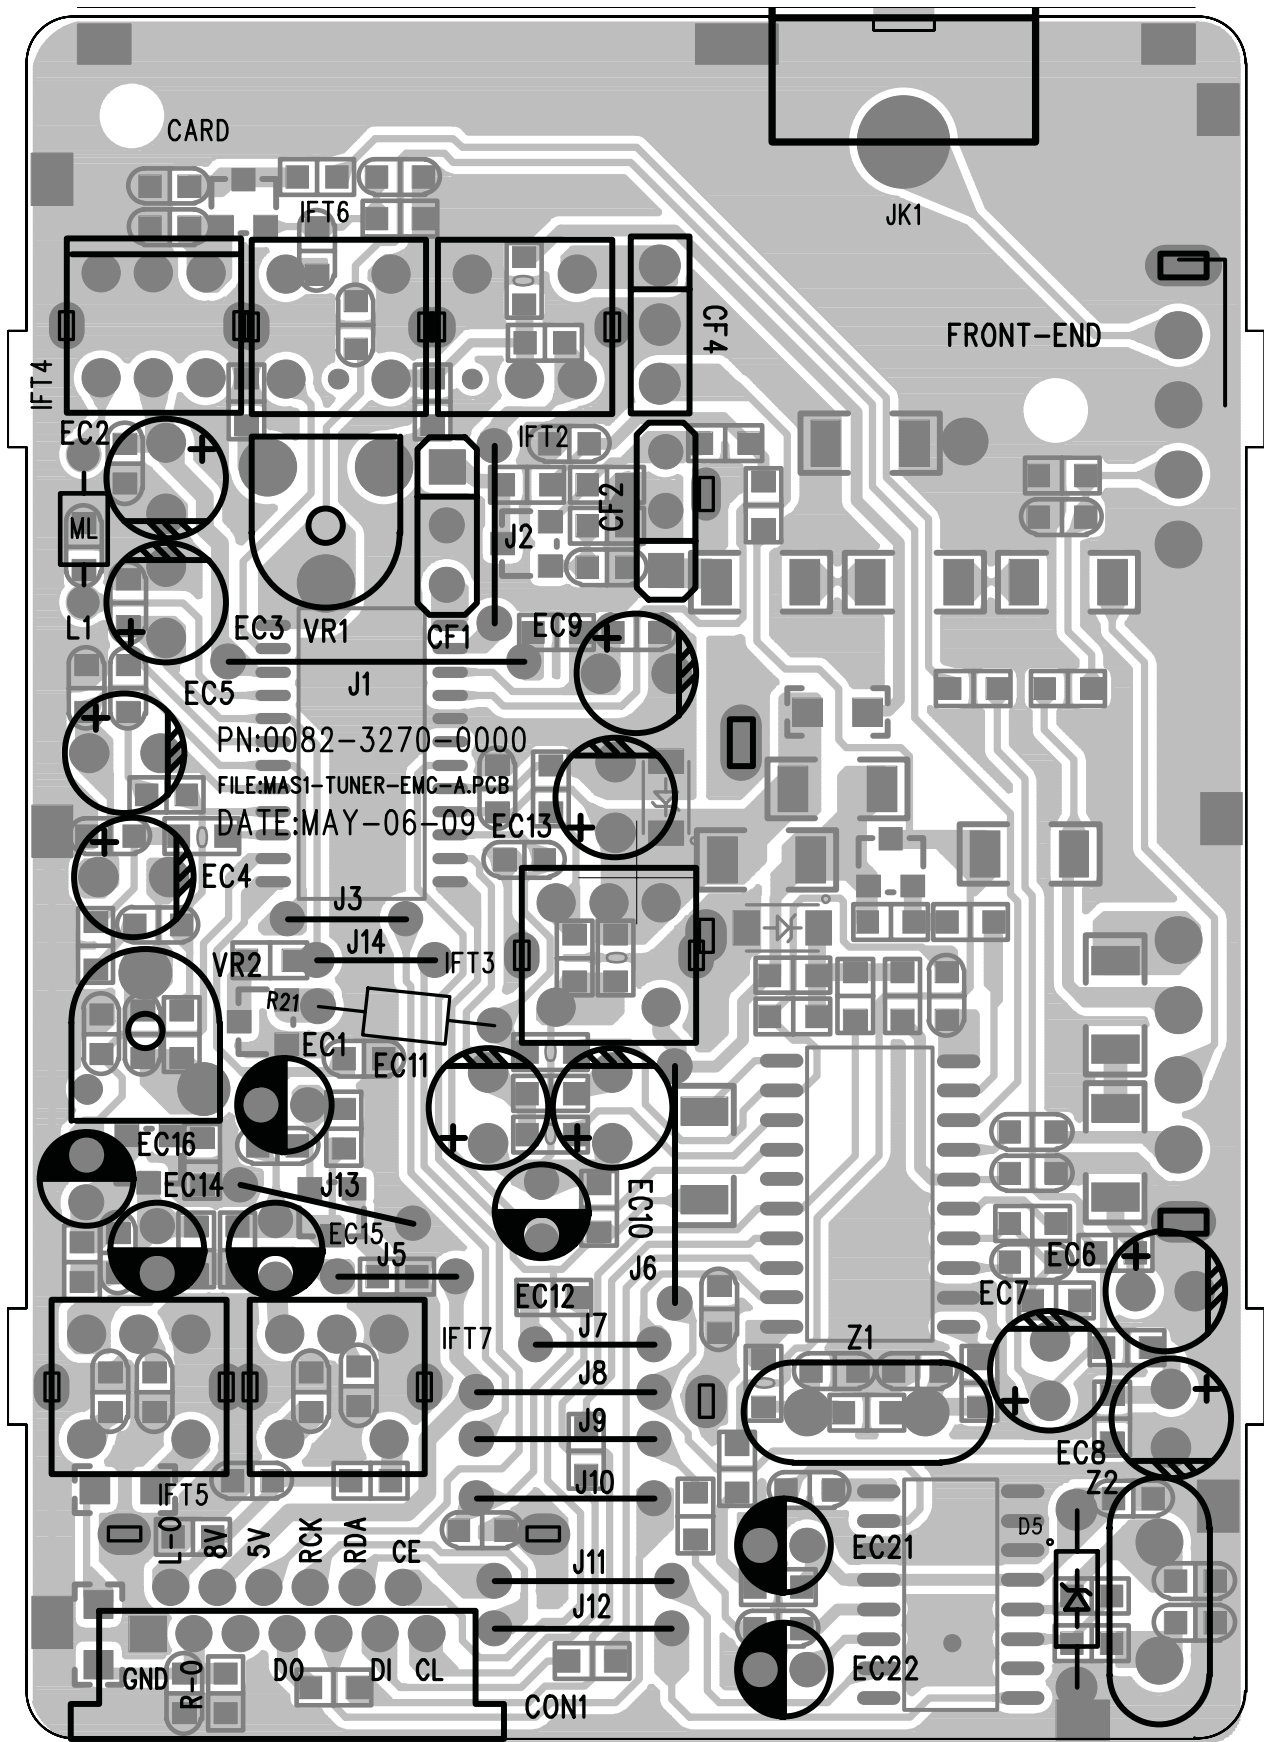 CARD
IFT6
JK1
CF4
FRONT-END
IFT4
EC2
IFT2
CF2
ML
J2
L1
EC3
VR1
CF1
EC9
J1
EC5
PN:0082-3270-0000
FILE:MAS1-TUNER-EMC-A.PCB
DATE:MAY-06-09
EC13
EC4
J3
J14
VR2
IFT3
R21
EC1
EC11
EC16
EC14
J13
EC10
EC15
J5
J6
EC6
EC7
EC12
J7
Z1
IFT7
J8
J9
EC8
J10
Z2
IFT5
L-O
8V
5V
RCK
RDA
CE
D5
EC21
J11
J12
GND
R-O
DO
DI
CL
EC22
CON1